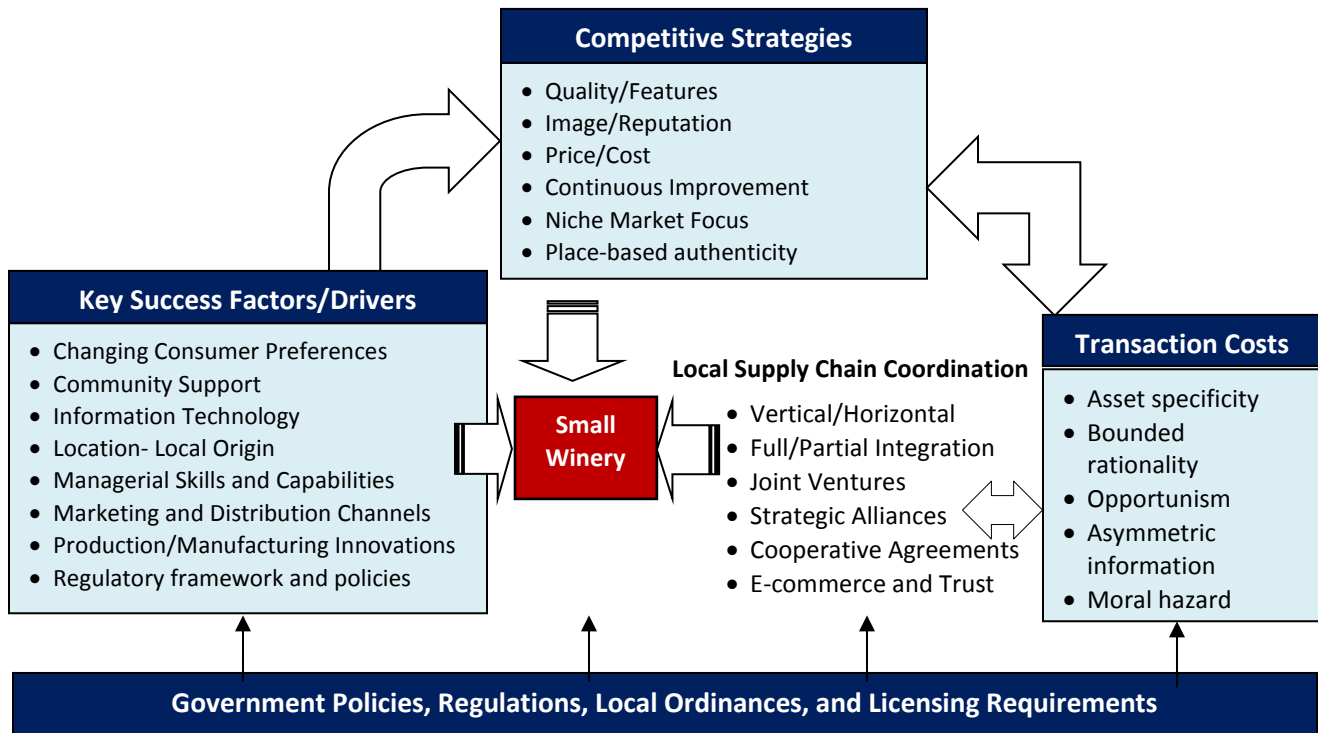 Competitive Strategies
• Quality/Features
• Image/Reputation
• Price/Cost
• Continuous Improvement
• Niche Market Focus
• Place-based authenticity
Key Success Factors/Drivers
• Changing Consumer Preferences
• Community Support
• Information Technology
• Location- Local Origin
• Managerial Skills and Capabilities
• Marketing and Distribution Channels
• Production/Manufacturing Innovations
• Regulatory framework and policies
Small
Winery
Local Supply Chain Coordination
• Vertical/Horizontal
• Full/Partial Integration
• Joint Ventures
• Strategic Alliances
• Cooperative Agreements
• E-commerce and Trust
Transaction Costs
• Asset specificity
• Bounded
rationality
• Opportunism
• Asymmetric
information
• Moral hazard
Government Policies, Regulations, Local Ordinances, and Licensing Requirements